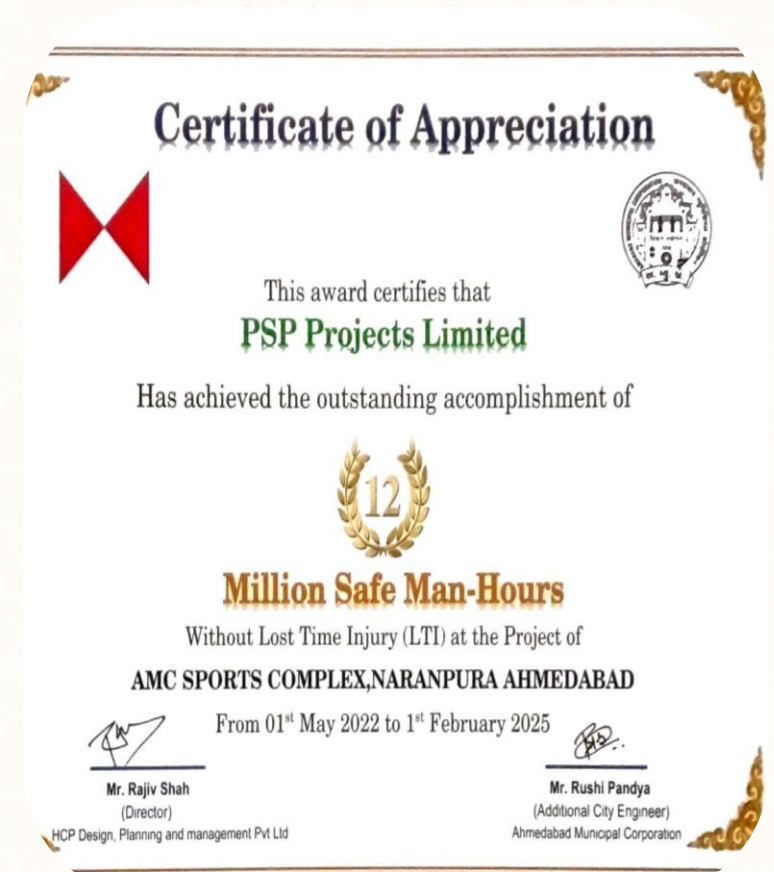 Certificate of Appreciation
This award certifies that
PSP Projects Limited
Has achieved the outstanding accomplishment of
12
Million Safe Man-Hours
Without Lost Time Injury (LTI) at the Project of
AMC SPORTS COMPLEX,NARANPURA AHMEDABAD
From 01st May 2022 to 1st February 2025
Mr. Rajiv Shah
(Director)
HCP Design, Planning and management Pvt Ltd
Mr. Rushi Pandya
(Additional City Engineer)
Ahmedabad Municipal Corporation